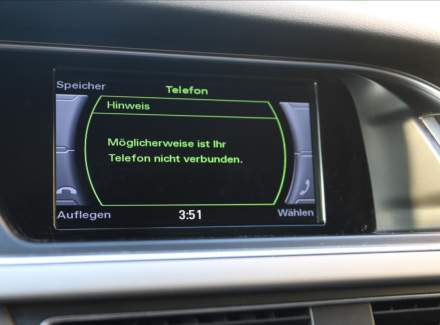 Speicher
Telefon
Hinweis
Möglicherweise ist Ihr
Telefon nicht verbunden.
Auflegen
3:51
Wählen